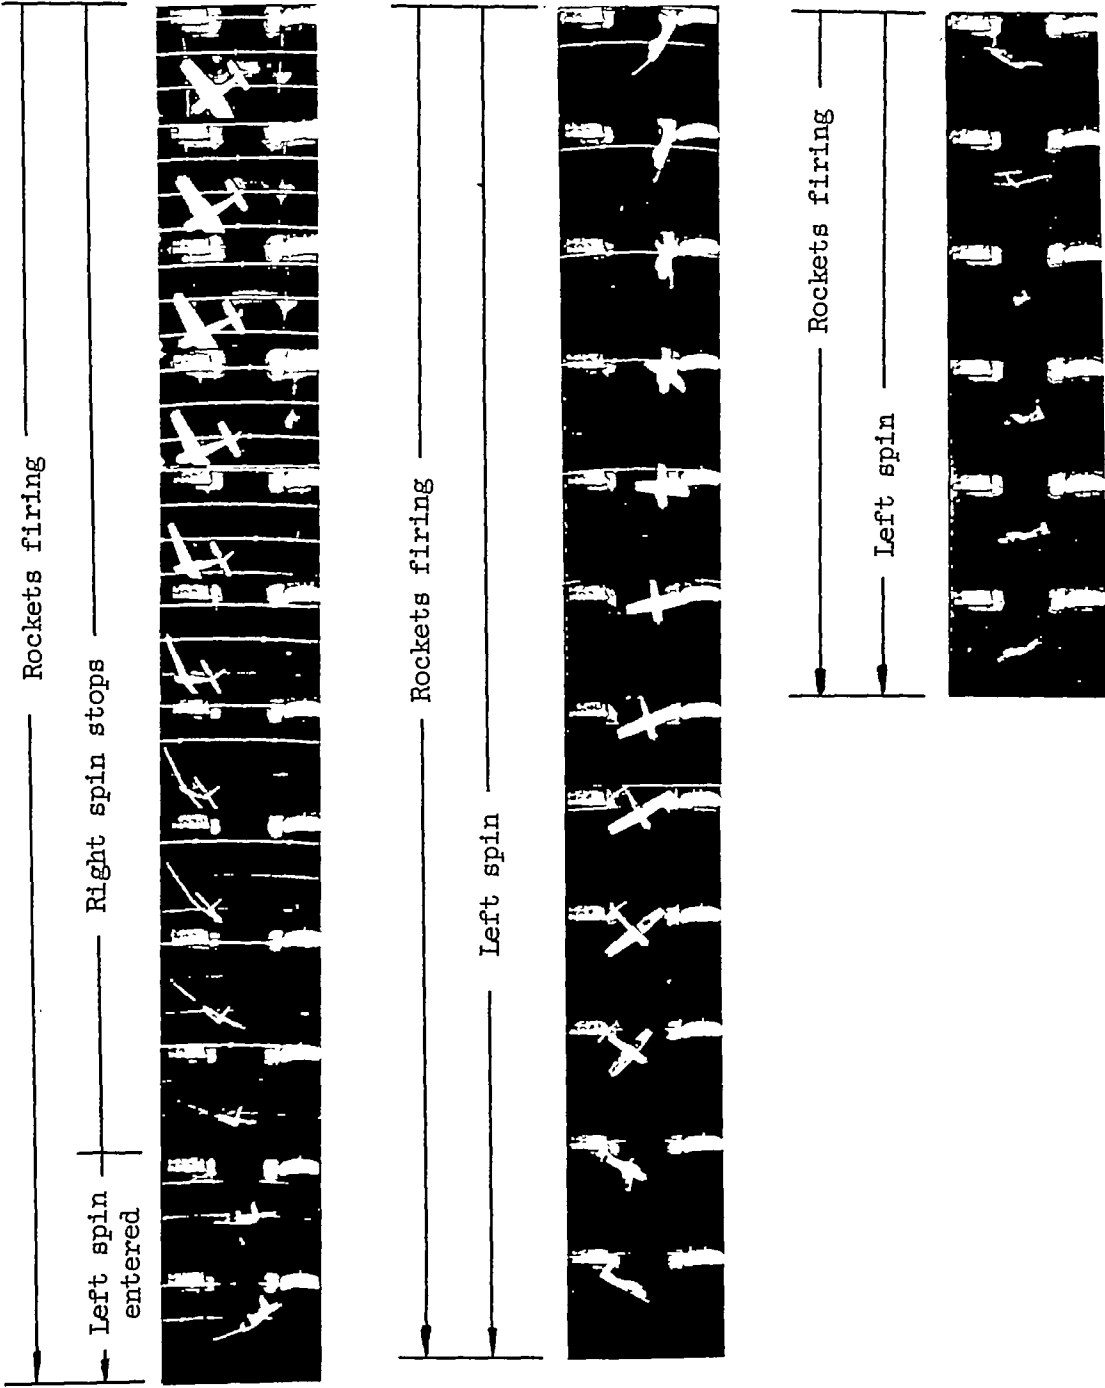 Rockets firing
Right spin stops
Left spin
entered
Rockets firing
Left spin
Rockets firing
Left spin